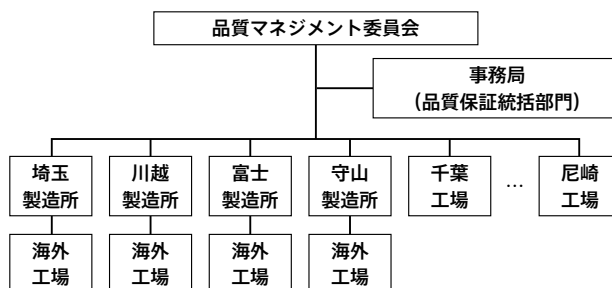 品質マネジメント委員会
事務局
(品質保証統括部門)
埼玉
製造所
川越
製造所
富士
製造所
守山
製造所
千葉
工場
…
尼崎
工場
海外
工場
海外
工場
海外
工場
海外
工場